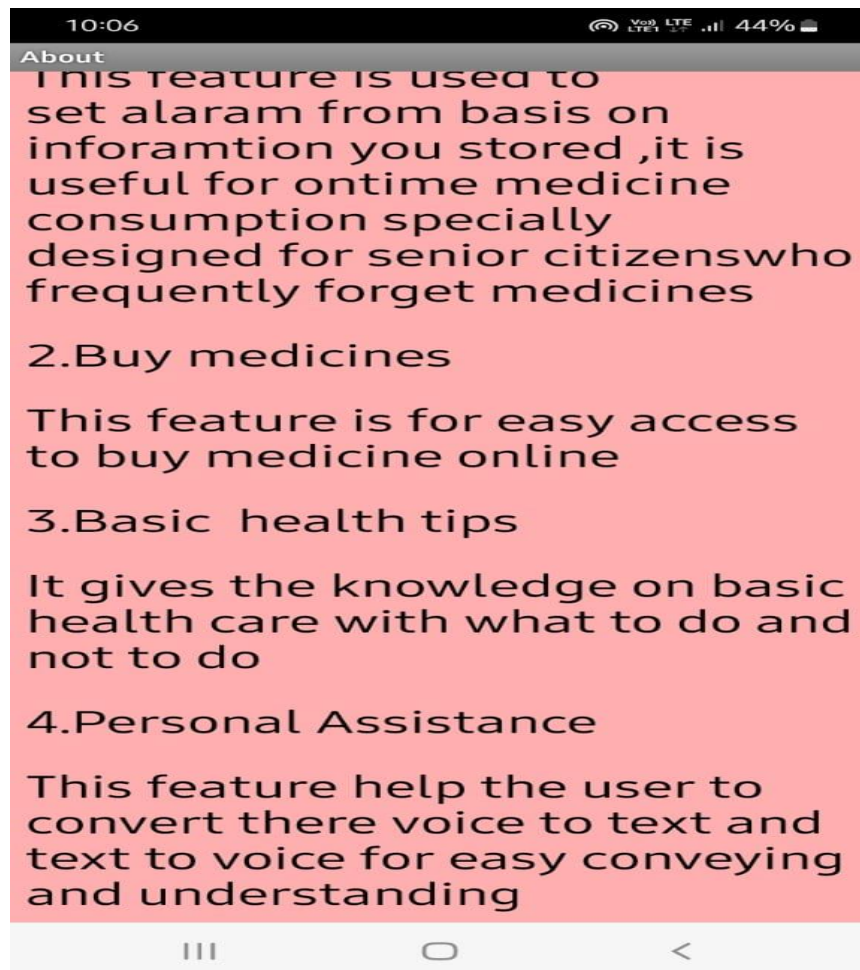 10:06
Voo) LTE1 LTE 44%
About
This feature is used to
set alaram from basis on
inforamtion you stored ,it is
useful for ontime medicine
consumption specially
designed for senior citizenswho
frequently forget medicines
2.Buy medicines
This feature is for easy access
to buy medicine online
3.Basic  health tips
It gives the knowledge on basic
health care with what to do and
not to do
4.Personal Assistance
This feature help the user to
convert there voice to text and
text to voice for easy conveying
and understanding